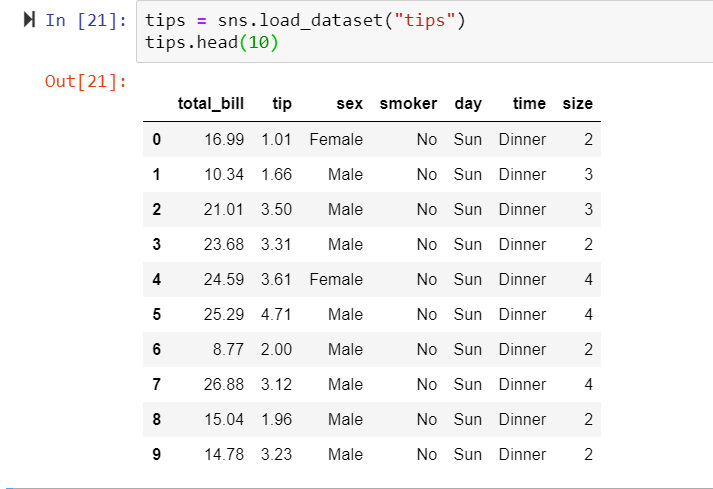 In [21]: tips = sns.load_dataset("tips")
tips.head(10)
Out[21]:
total_bill tip sex smoker day time size
0 16.99 1.01 Female No Sun Dinner 2
1 10.34 1.66 Male No Sun Dinner 3
2 21.01 3.50 Male No Sun Dinner 3
3 23.68 3.31 Male No Sun Dinner 2
4 24.59 3.61 Female No Sun Dinner 4
5 25.29 4.71 Male No Sun Dinner 4
6 8.77 2.00 Male No Sun Dinner 2
7 26.88 3.12 Male No Sun Dinner 4
8 15.04 1.96 Male No Sun Dinner 2
9 14.78 3.23 Male No Sun Dinner 2